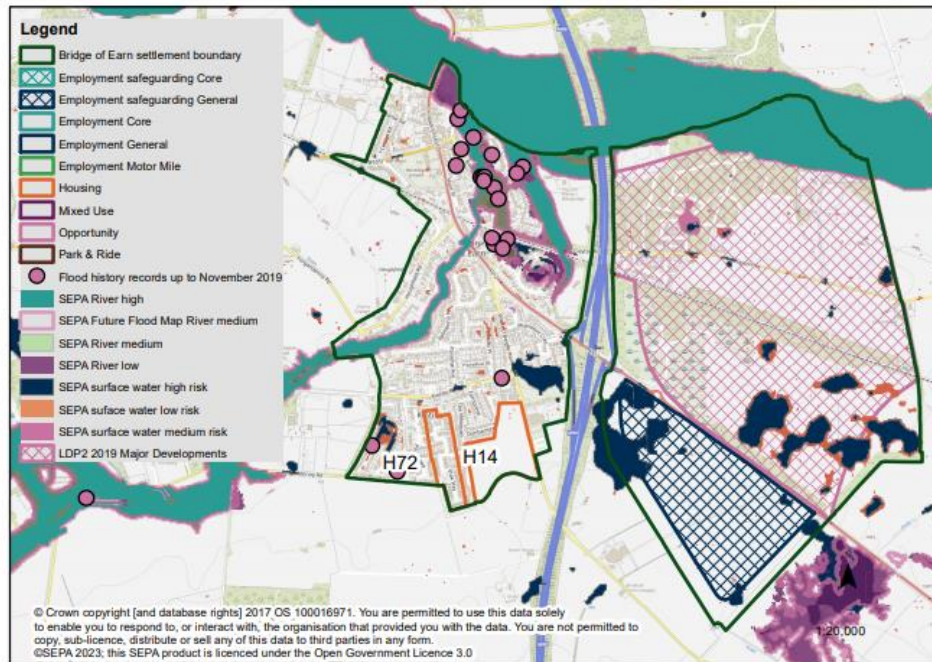 Legend
Bridge of Earn settlement boundary
Employment safeguarding Core
Employment safeguarding General
Employment Core
Employment General
Employment Motor Mile
Housing
Mixed Use
Opportunity
Park & Ride
Flood history records up to November 2019
SEPA River high
SEPA Future Flood Map River medium
SEPA River medium
SEPA River low
SEPA surface water high risk
SEPA suface water low risk
SEPA surface water medium risk
LDP2 2019 Major Developments
H72
H14
1:20,000
© Crown copyright [and database rights] 2017 OS 100016971. You are permitted to use this data solely
to enable you to respond to, or interact with, the organisation that provided you with the data. You are not permitted to
copy, sub-licence, distribute or sell any of this data to third parties in any form.
©SEPA 2023; this SEPA product is licenced under the Open Government Licence 3.0